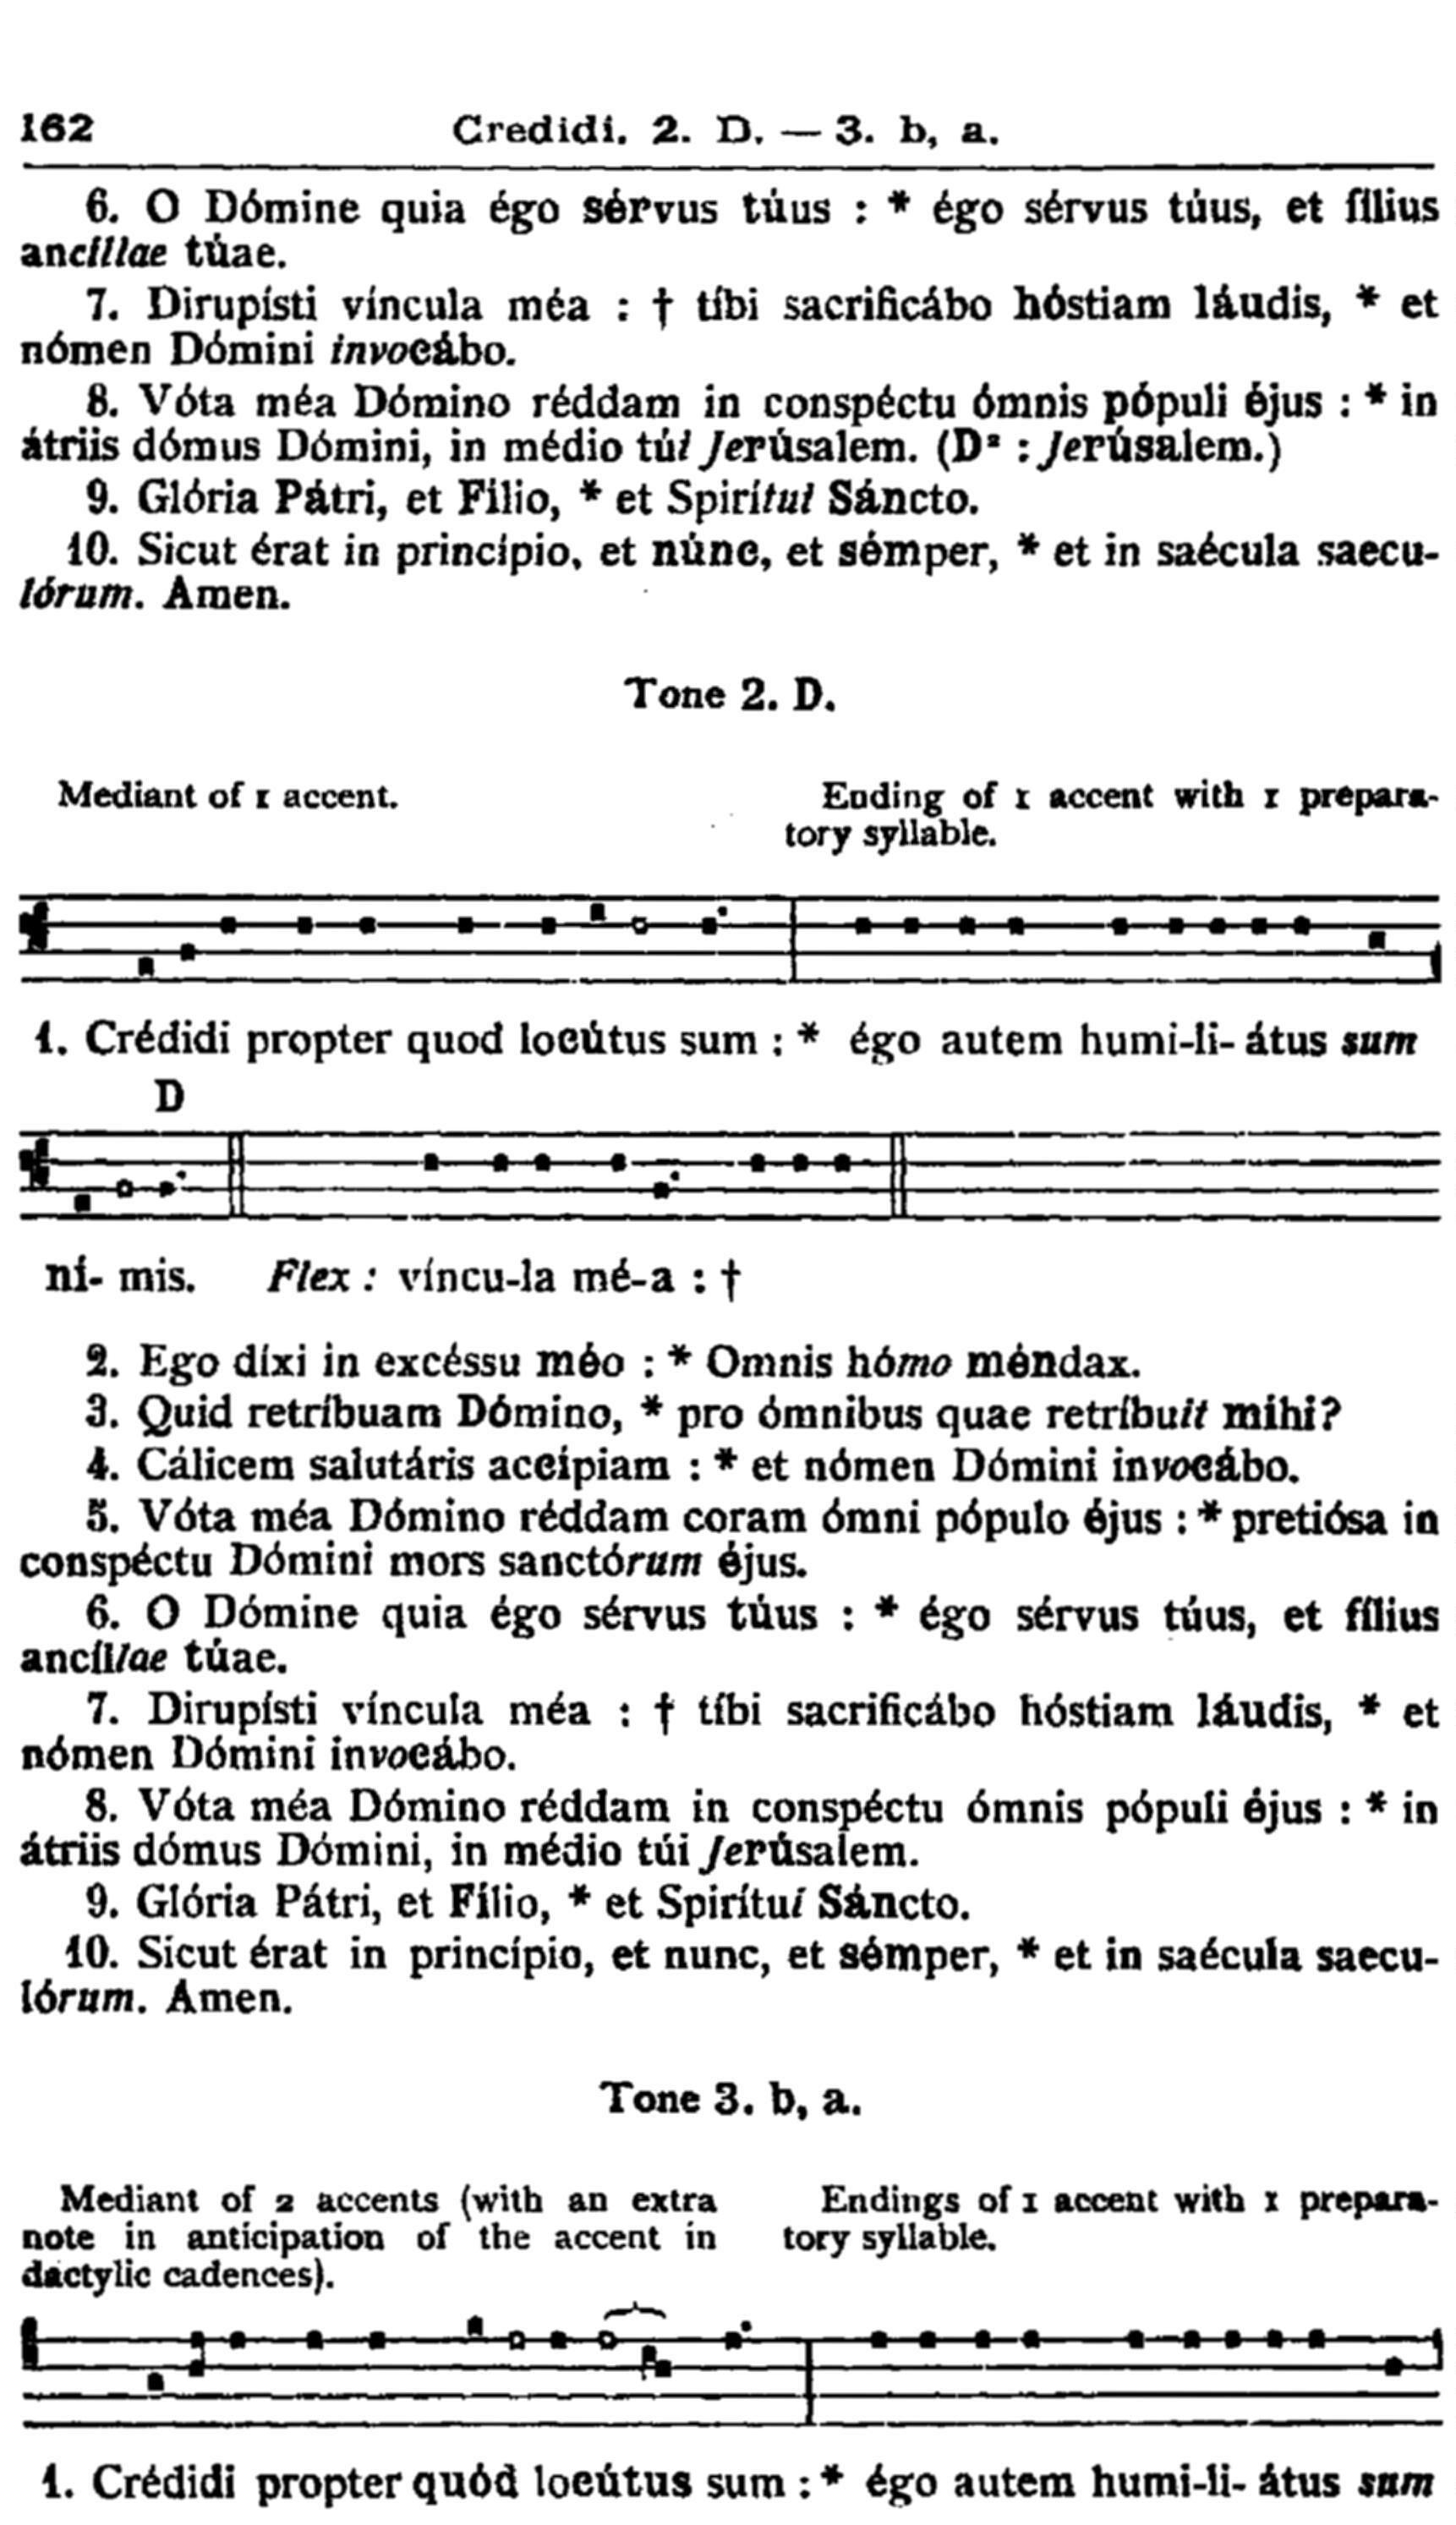 162 Credidi. 2. D. — 3. b, a.
6. O Dómine quia égo sérvus túus : * égo sérvus túus, et fílius
ancíllae túae.
7. Dirupísti víncula méa : † tíbi sacrificábo hóstiam láudis, * et
nómen Dómini invocábo.
8. Vóta méa Dómino réddam in conspéctu ómnis pópuli éjus : * in
átriis dómus Dómini, in médio túi Jerúsalem. (D² : Jerúsalem.)
9. Glória Pátri, et Fílio, * et Spirítui Sáncto.
10. Sicut érat in princípio, et núnc, et sémper, * et in saécula saecu-
lórum. Amen.
Tone 2. D.
Mediant of 1 accent. Ending of 1 accent with 1 prepara-
tory syllable.
1. Crédidi propter quod locútus sum : * égo autem humi-li- átus sum
D
ní- mis. Flex : víncu-la mé-a : †
2. Ego díxi in excéssu méo : * Omnis hómo méndax.
3. Quid retríbuam Dómino, * pro ómnibus quae retríbuit mihi?
4. Cálicem salutáris accípiam : * et nómen Dómini invocábo.
5. Vóta méa Dómino réddam coram ómni pópulo éjus : * pretiósa in
conspéctu Dómini mors sanctórum éjus.
6. O Dómine quia égo sérvus túus : * égo sérvus túus, et fílius
ancíllae túae.
7. Dirupísti víncula méa : † tíbi sacrificábo hóstiam láudis, * et
nómen Dómini invocábo.
8. Vóta méa Dómino réddam in conspéctu ómnis pópuli éjus : * in
átriis dómus Dómini, in médio túi Jerúsalem.
9. Glória Pátri, et Fílio, * et Spirítui Sáncto.
10. Sicut érat in princípio, et nunc, et sémper, * et in saécula saecu-
lórum. Amen.
Tone 3. b, a.
Mediant of 2 accents (with an extra
note in anticipation of the accent in
dactylic cadences).
Endings of 1 accent with 1 prepara-
tory syllable.
1. Crédidi propter quód locútus sum : * égo autem humi-li- átus sum